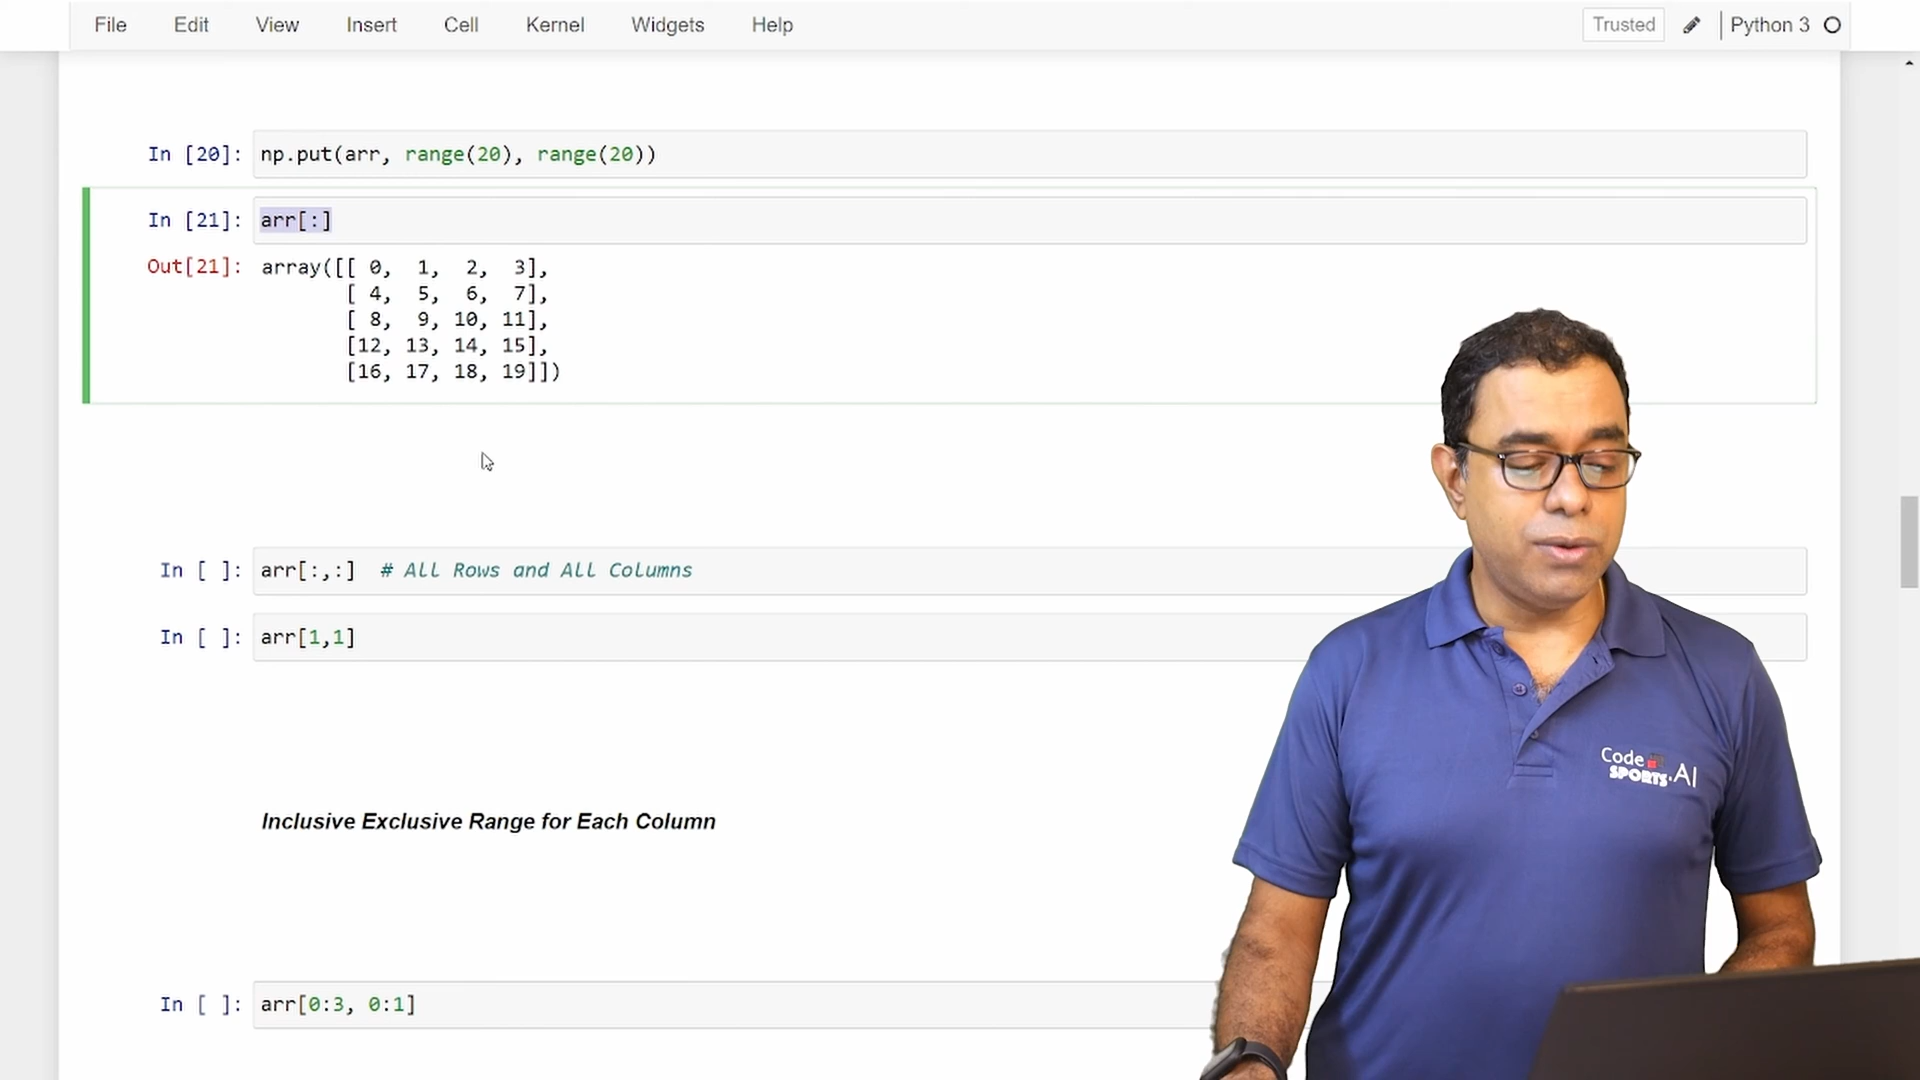 File Edit View Insert Cell Kernel Widgets Help Trusted Python 3
In [20]: np.put(arr, range(20), range(20))
In [21]: arr[:]
Out[21]: array([[ 0, 1, 2, 3],
[ 4, 5, 6, 7],
[ 8, 9, 10, 11],
[12, 13, 14, 15],
[16, 17, 18, 19]])
In [ ]: arr[:,:] # All Rows and All Columns
In [ ]: arr[1,1]
Code
SPORTS.AI
Inclusive Exclusive Range for Each Column
In [ ]: arr[0:3, 0:1]